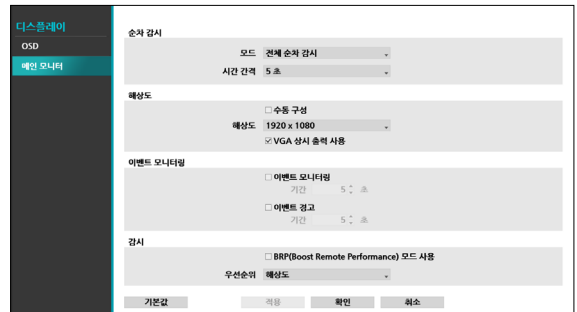 디스플레이
OSD
메인 모니터
순차 감시
모드 전체 순차 감시
시간 간격 5 초
해상도
수동 구성
해상도 1920 x 1080
VGA 상시 출력 사용
이벤트 모니터링
이벤트 모니터링
기간 5 초
이벤트 경고
기간 5 초
감시
BRP(Boost Remote Performance) 모드 사용
우선순위 해상도
기본값 적용 확인 취소